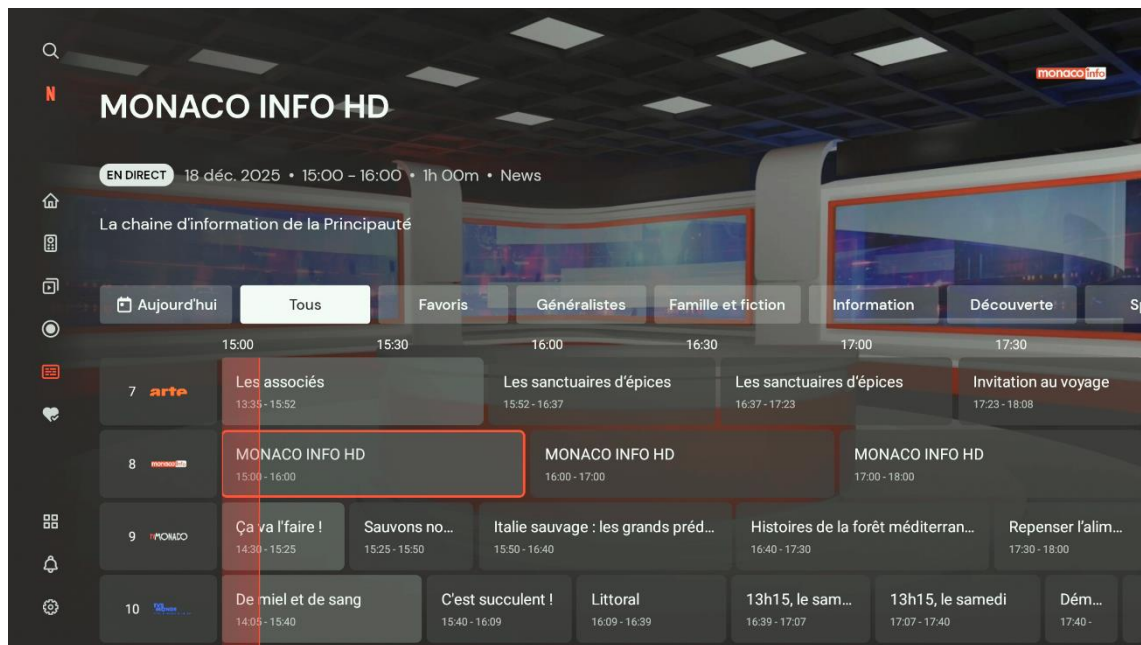 monaco info
N
MONACO INFO HD
EN DIRECT 18 déc. 2025 • 15:00 - 16:00 • 1h 00m • News
La chaine d'information de la Principauté
Aujourd'hui Tous Favoris Généralistes Famille et fiction Information Découverte
15:00 15:30 16:00 16:30 17:00 17:30
7 arte Les associés Les sanctuaires d'épices Les sanctuaires d'épices Invitation au voyage
13:35 - 15:52 15:52 - 16:37 16:37 - 17:23 17:23 - 18:08
8 monaco info MONACO INFO HD MONACO INFO HD MONACO INFO HD
15:00 - 16:00 16:00 - 17:00 17:00 - 18:00
9 MONACO Ça va l'faire ! Sauvons no... Italie sauvage : les grands préd... Histoires de la forêt méditerran... Repenser l'alim...
14:30 - 15:25 15:25 - 15:50 15:50 - 16:40 16:40 - 17:30 17:30 - 18:00
10 De miel et de sang C'est succulent ! Littoral 13h15, le sam... 13h15, le samedi Dém...
14:05 - 15:40 15:40 - 16:09 16:09 - 16:39 16:39 - 17:07 17:07 - 17:40 17:40 -